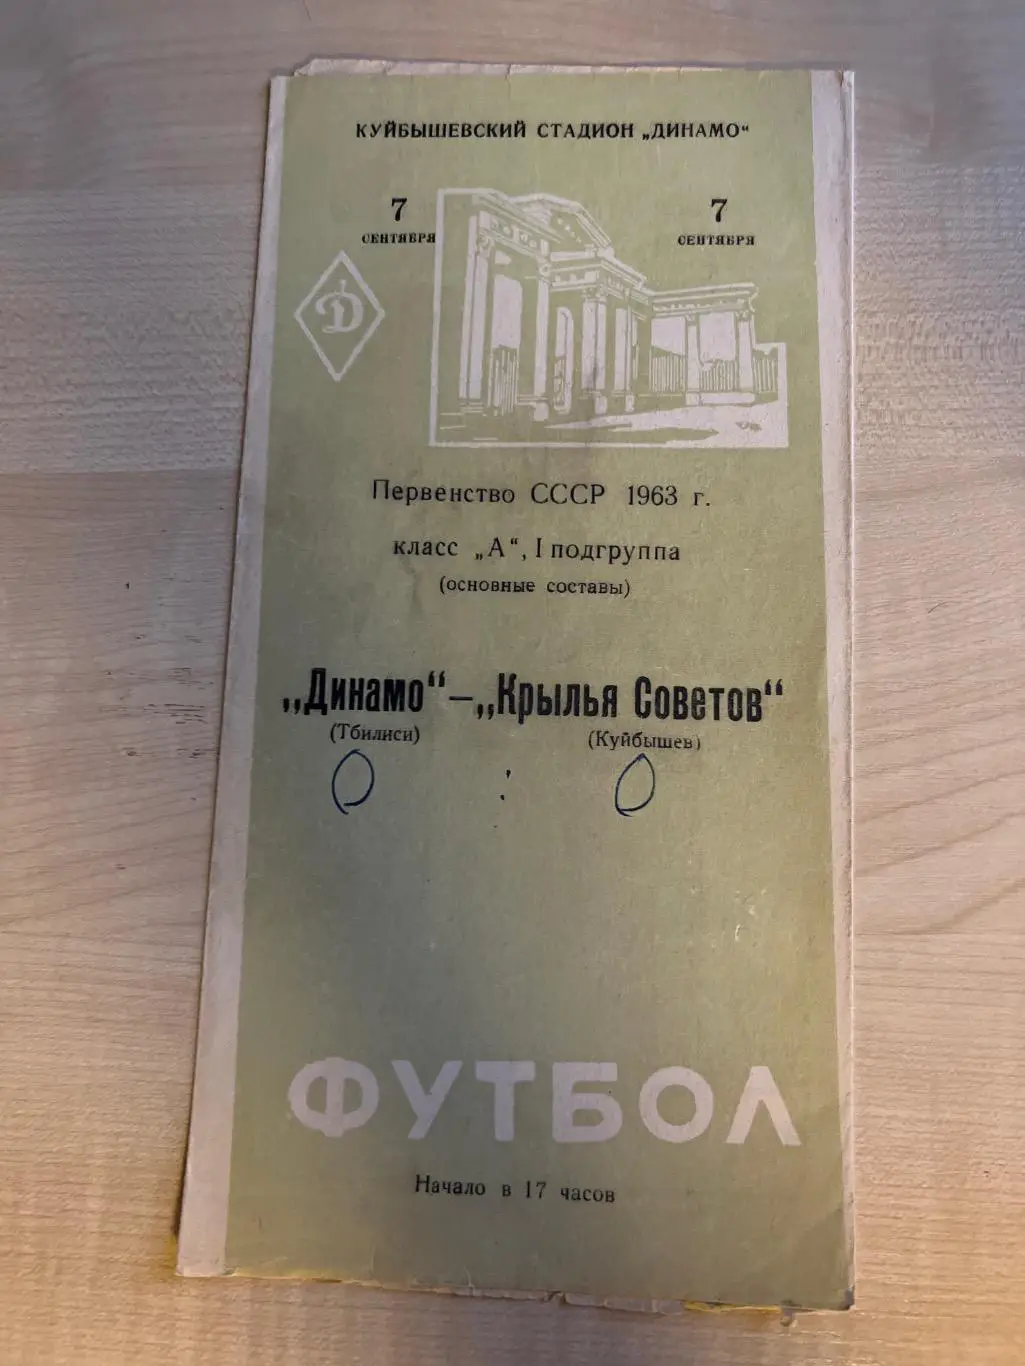 КУЙБЫШЕВСКИЙ СТАДИОН „ДИНАМО“
7 7
СЕНТЯБРЯ СЕНТЯБРЯ
Д
Первенство СССР 1963 г.
класс „А“, I подгруппа
(основные составы)
„Динамо“ — „Крылья Советов“
(Тбилиси) (Куйбышев)
0 : 0
ФУТБОЛ
Начало в 17 часов